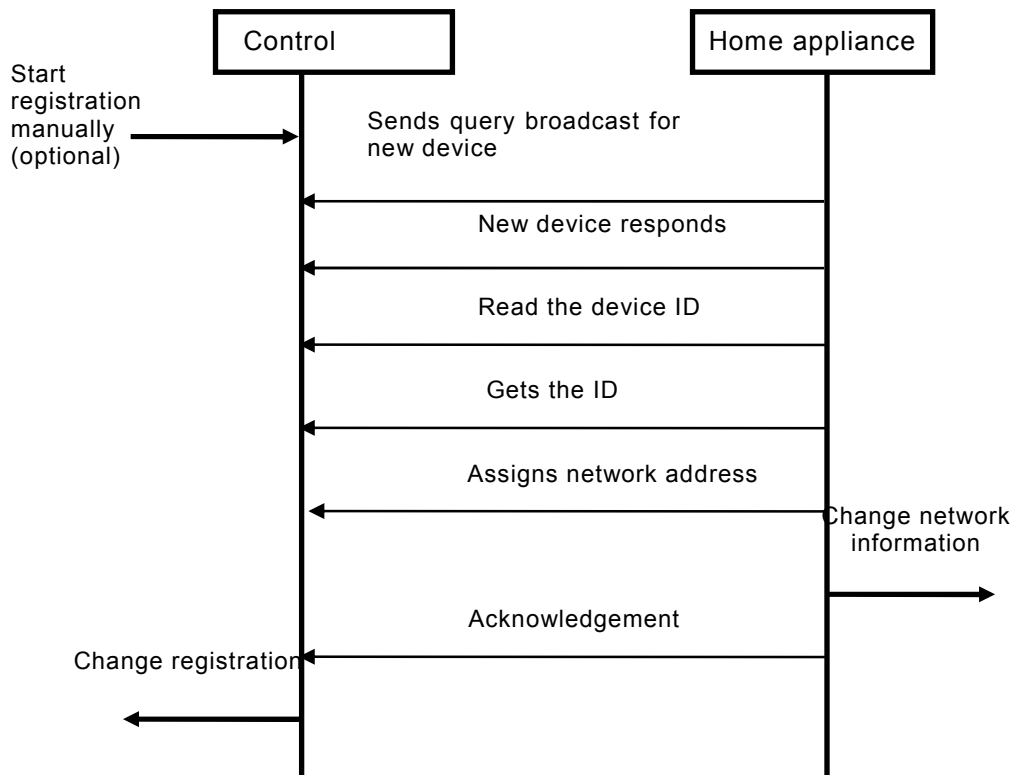 Control
Home appliance
Start
registration
manually
(optional)
Sends query broadcast for
new device
New device responds
Read the device ID
Gets the ID
Assigns network address
Change network
information
Acknowledgement
Change registration